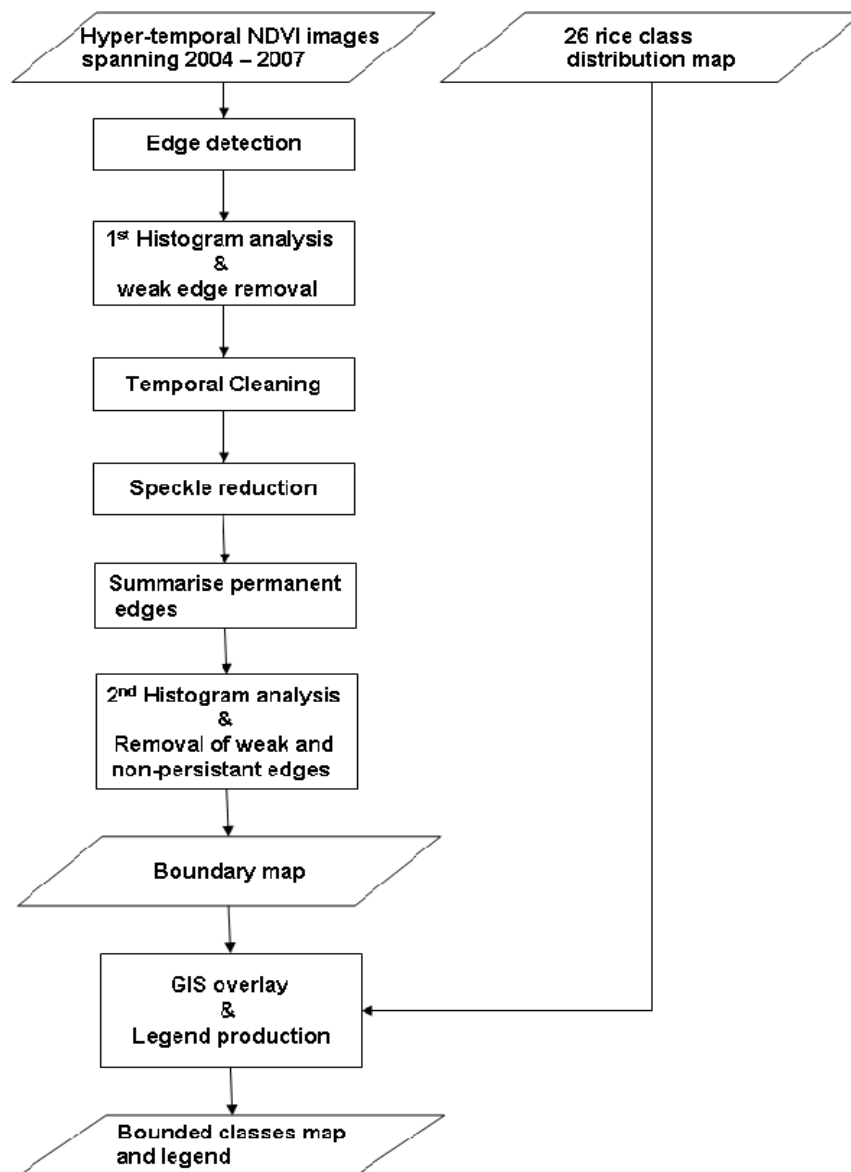 Hyper-temporal NDVI images
spanning 2004 – 2007
26 rice class
distribution map
Edge detection
1st Histogram analysis
&
weak edge removal
Temporal Cleaning
Speckle reduction
Summarise permanent
edges
2nd Histogram analysis
&
Removal of weak and
non-persistant edges
Boundary map
GIS overlay
&
Legend production
Bounded classes map
and legend